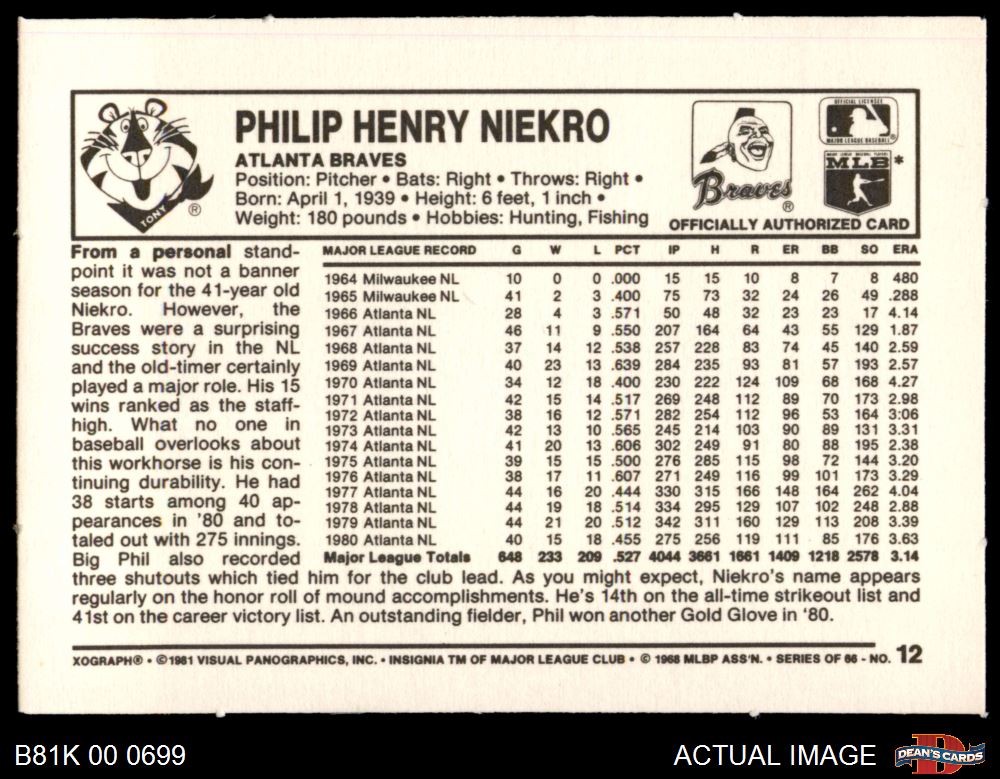 PHILIP HENRY NIEKRO
ATLANTA BRAVES
Position: Pitcher • Bats: Right • Throws: Right •
Born: April 1, 1939 • Height: 6 feet, 1 inch •
Weight: 180 pounds • Hobbies: Hunting, Fishing
TONY
®
Braves
®
OFFICIAL LICENSEE
MAJOR LEAGUE BASEBALL
MAJOR LEAGUE BASEBALL PLAYERS
MLB *
OFFICIALLY AUTHORIZED CARD
From a personal stand-
point it was not a banner
season for the 41-year old
Niekro. However, the
Braves were a surprising
success story in the NL
and the old-timer certainly
played a major role. His 15
wins ranked as the staff-
high. What no one in
baseball overlooks about
this workhorse is his con-
tinuing durability. He had
38 starts among 40 ap-
pearances in '80 and to-
taled out with 275 innings.
Big Phil also recorded
MAJOR LEAGUE RECORD G W L PCT IP H R ER BB SO ERA
1964 Milwaukee NL 10 0 0 .000 15 15 10 8 7 8 480
1965 Milwaukee NL 41 2 3 .400 75 73 32 24 26 49 .288
1966 Atlanta NL 28 4 3 .571 50 48 32 23 23 17 4.14
1967 Atlanta NL 46 11 9 .550 207 164 64 43 55 129 1.87
1968 Atlanta NL 37 14 12 .538 257 228 83 74 45 140 2.59
1969 Atlanta NL 40 23 13 .639 284 235 93 81 57 193 2.57
1970 Atlanta NL 34 12 18 .400 230 222 124 109 68 168 4.27
1971 Atlanta NL 42 15 14 .517 269 248 112 89 70 173 2.98
1972 Atlanta NL 38 16 12 .571 282 254 112 96 53 164 3:06
1973 Atlanta NL 42 13 10 .565 245 214 103 90 89 131 3.31
1974 Atlanta NL 41 20 13 .606 302 249 91 80 88 195 2.38
1975 Atlanta NL 39 15 15 .500 276 285 115 98 72 144 3.20
1976 Atlanta NL 38 17 11 .607 271 249 116 99 101 173 3.29
1977 Atlanta NL 44 16 20 .444 330 315 166 148 164 262 4.04
1978 Atlanta NL 44 19 18 .514 334 295 129 107 102 248 2.88
1979 Atlanta NL 44 21 20 .512 342 311 160 129 113 208 3.39
1980 Atlanta NL 40 15 18 .455 275 256 119 111 85 176 3.63
Major League Totals 648 233 209 .527 4044 3661 1661 1409 1218 2578 3.14
three shutouts which tied him for the club lead. As you might expect, Niekro's name appears
regularly on the honor roll of mound accomplishments. He's 14th on the all-time strikeout list and
41st on the career victory list. An outstanding fielder, Phil won another Gold Glove in '80.
XOGRAPH® • ©1981 VISUAL PANOGRAPHICS, INC. • INSIGNIA TM OF MAJOR LEAGUE CLUB • © 1968 MLBP ASS'N. • SERIES OF 66 - NO. 12
B81K 00 0699
ACTUAL IMAGE
DEAN'S CARDS